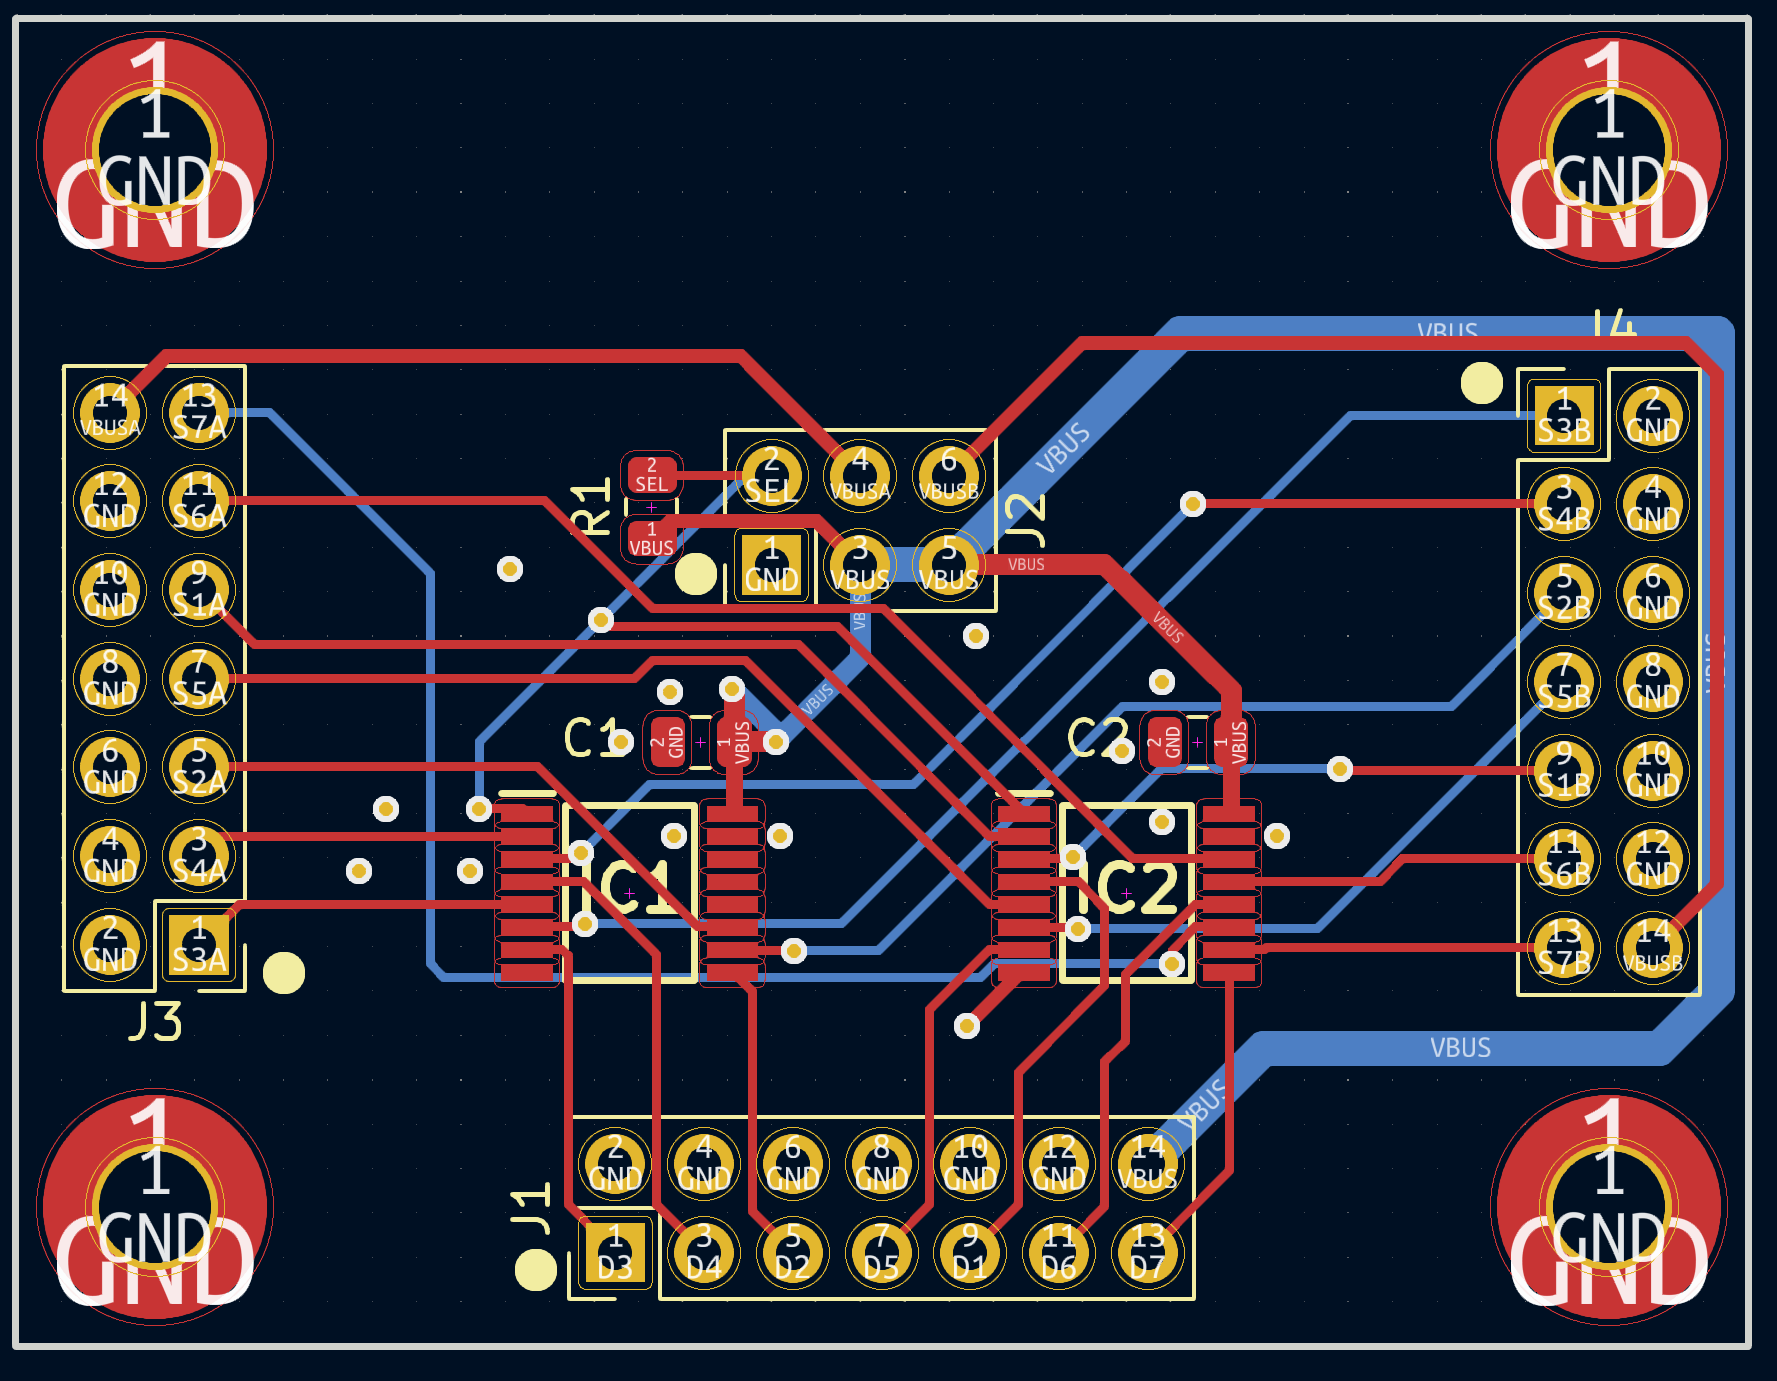 1
1
GND
GND
1
1
GND
GND
VBUS
J4
14
VBUSA
13
S7A
12
GND
11
S6A
10
GND
9
S1A
8
GND
7
S5A
6
GND
5
S2A
4
GND
3
S4A
2
GND
1
S3A
J3
R1
2
SEL
1
VBUS
2
SEL
4
VBUSA
6
VBUSB
1
GND
3
VBUS
5
VBUS
J2
VBUS
VBUS
VBUS
VBUS
VBUS
VBUS
1
S3B
2
GND
3
S4B
4
GND
5
S2B
6
GND
7
S5B
8
GND
9
S1B
10
GND
11
S6B
12
GND
13
S7B
14
VBUSB
C1
2
GND
1
VBUS
C2
2
GND
1
VBUS
IC1
IC2
VBUS
VBUS
J1
2
GND
4
GND
6
GND
8
GND
10
GND
12
GND
14
VBUS
1
D3
3
D4
5
D2
7
D5
9
D1
11
D6
13
D7
1
1
GND
GND
1
1
GND
GND